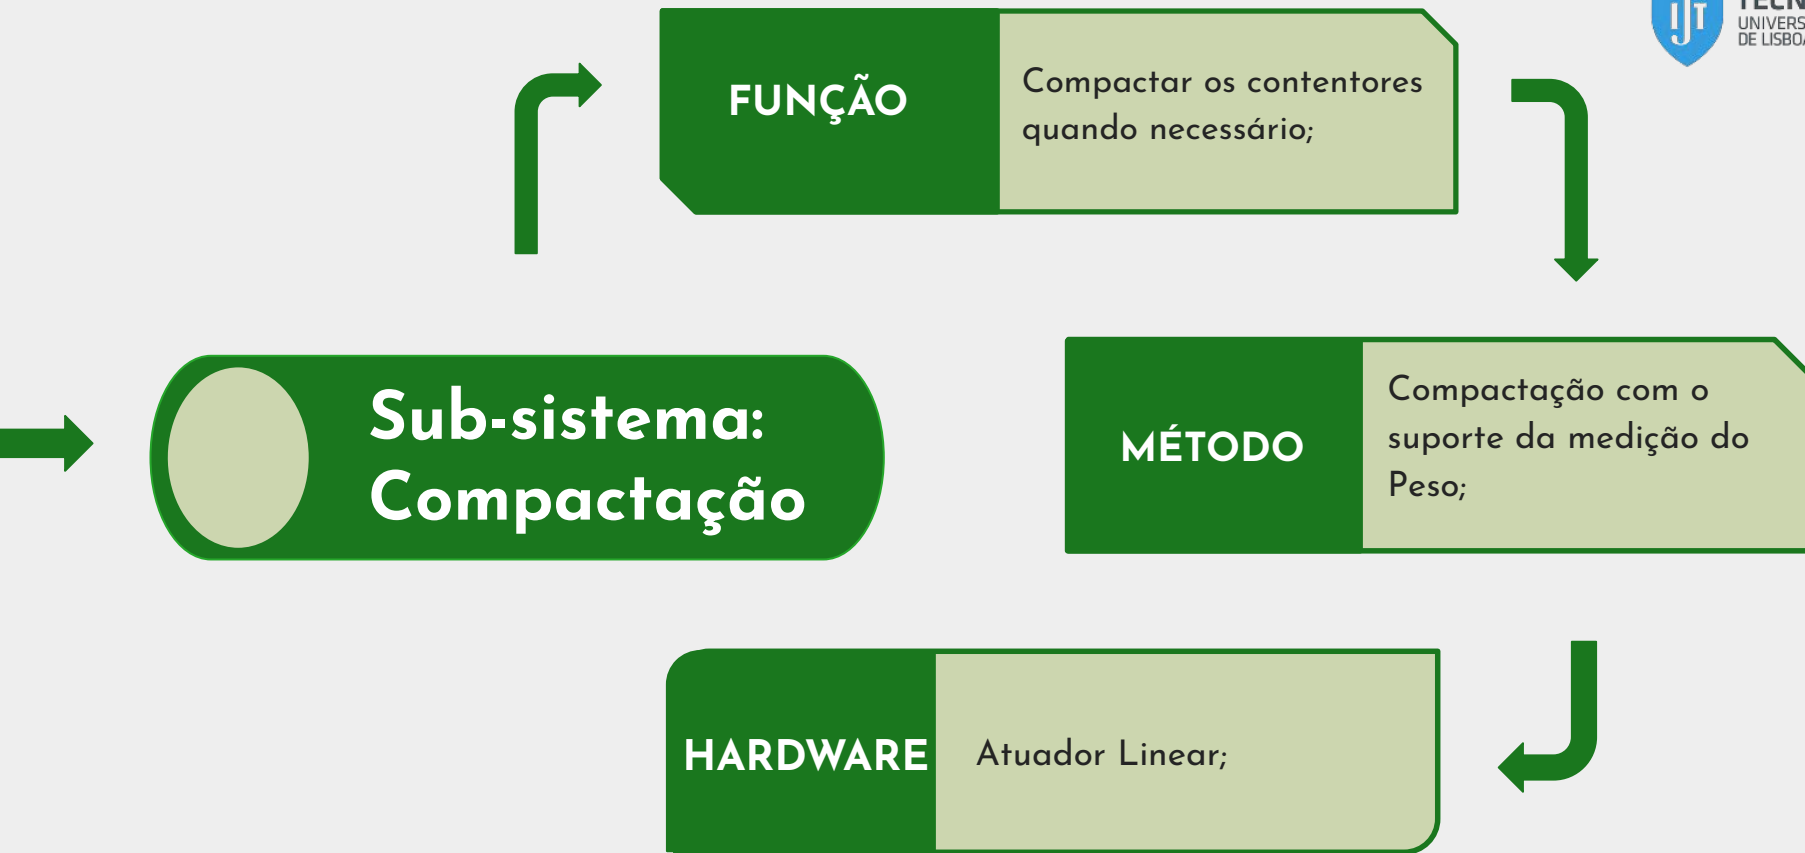 FUNÇÃO
Compactar os contentores
quando necessário;
Sub-sistema:
Compactação
MÉTODO
Compactação com o
suporte da medição do
Peso;
HARDWARE
Atuador Linear;